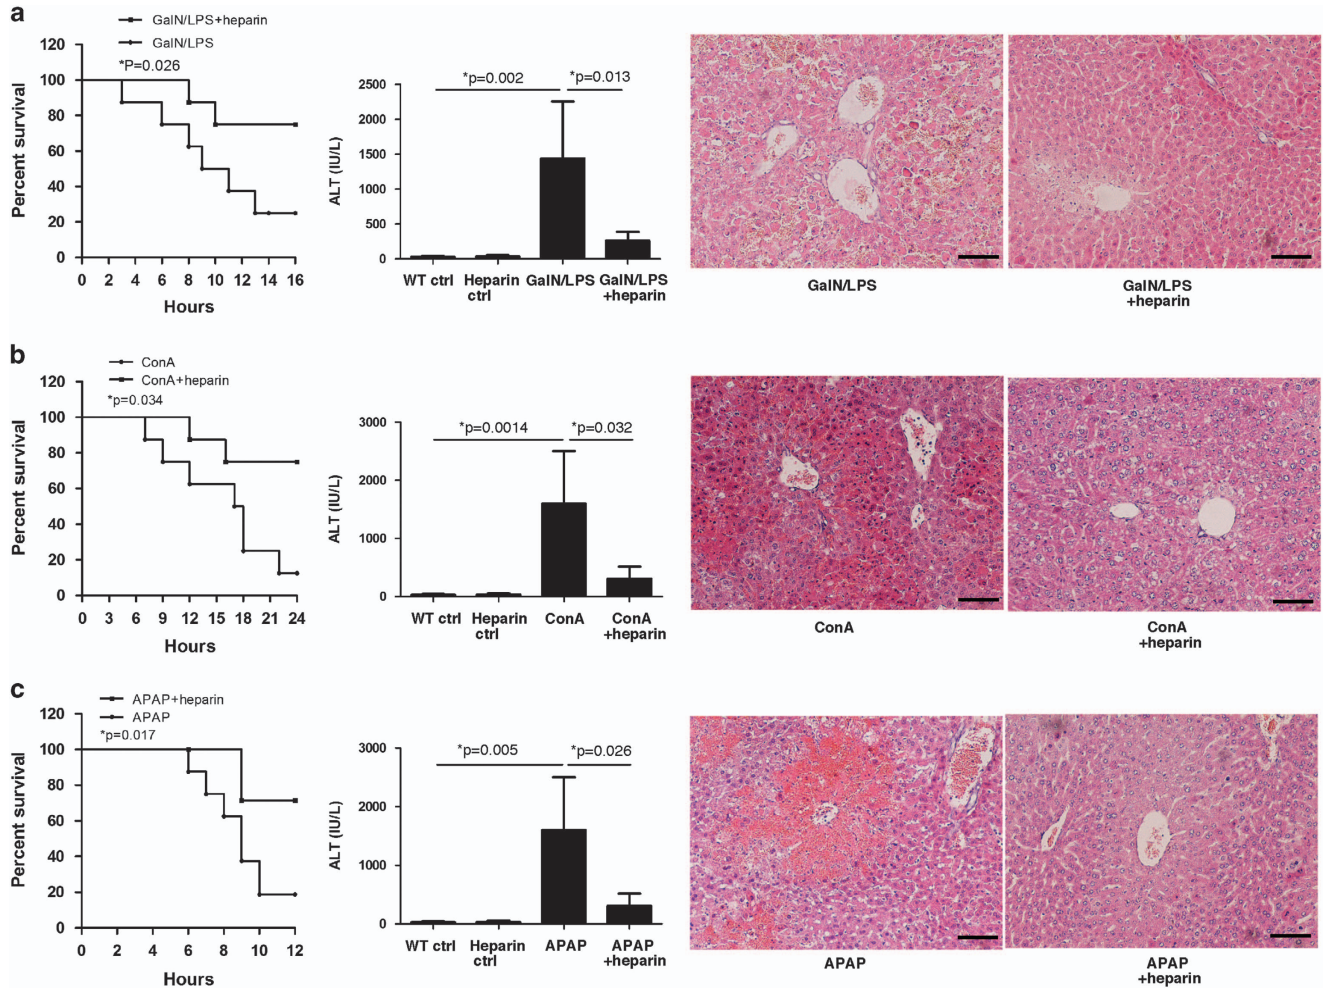 a
GalN/LPS+heparin
GalN/LPS
*P=0.026
120
100
80
60
40
20
0
Percent survival
0 2 4 6 8 10 12 14 16
Hours
*p=0.002
*p=0.013
2500
2000
1500
1000
500
0
ALT (IU/L)
WT ctrl
Heparin
ctrl
GalN/LPS
GalN/LPS
+heparin
GalN/LPS
GalN/LPS
+heparin
b
ConA
ConA+heparin
*p=0.034
120
100
80
60
40
20
0
Percent survival
0 3 6 9 12 15 18 21 24
Hours
*p=0.0014
*p=0.032
3000
2000
1000
0
ALT (IU/L)
WT ctrl
Heparin
ctrl
ConA
ConA
+heparin
ConA
ConA
+heparin
c
APAP+heparin
APAP
*p=0.017
120
100
80
60
40
20
0
Percent survival
0 2 4 6 8 10 12
Hours
*p=0.005
*p=0.026
3000
2000
1000
0
ALT (IU/L)
WT ctrl
Heparin
ctrl
APAP
APAP
+heparin
APAP
APAP
+heparin